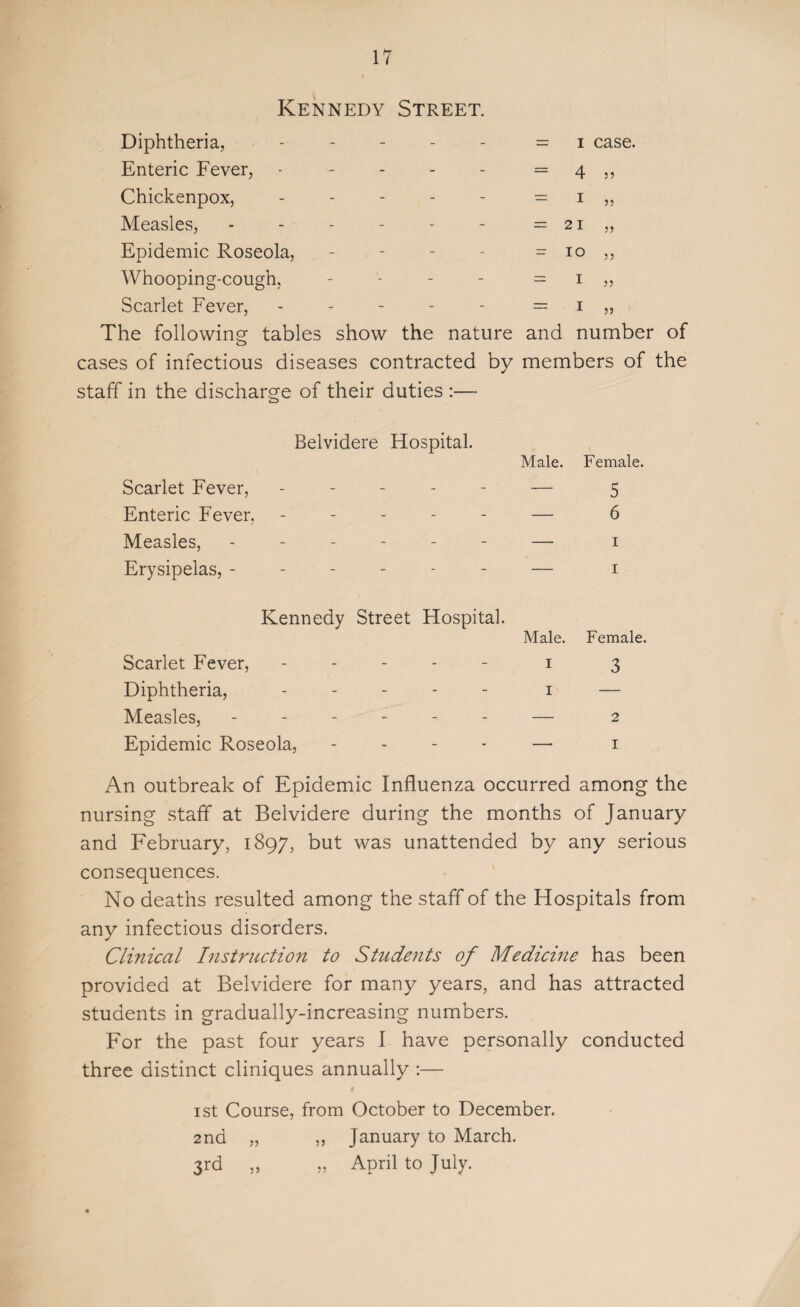 17
KENNEDY STREET.
Diphtheria, - - - - - = 1 case.
Enteric Fever, - - - - - = 4 „
Chickenpox, - - - - - = 1 „
Measles, - - - - - - = 21 „
Epidemic Roseola, - - - - = 10 „
Whooping-cough, - - - - = 1 „
Scarlet Fever, - - - - - = 1 „
The following tables show the nature and number of
cases of infectious diseases contracted by members of the
staff in the discharge of their duties :—
Belvidere Hospital.
Male. Female.
Scarlet Fever, - - - - - — 5
Enteric Fever, - - - - - — 6
Measles, - - - - - - — 1
Erysipelas, - - - - - - — 1
Kennedy Street Hospital.
Male. Female.
Scarlet Fever, - - - - - 1 3
Diphtheria, - - - - - 1 —
Measles, - - - - - - — 2
Epidemic Roseola, - - - - — 1
An outbreak of Epidemic Influenza occurred among the
nursing staff at Belvidere during the months of January
and February, 1897, but was unattended by any serious
consequences.
No deaths resulted among the staff of the Hospitals from
any infectious disorders.
Clinical Instruction to Students of Medicine has been
provided at Belvidere for many years, and has attracted
students in gradually-increasing numbers.
For the past four years I have personally conducted
three distinct cliniques annually :—
1st Course, from October to December.
2nd „ „ January to March.
3rd „ „ April to July.